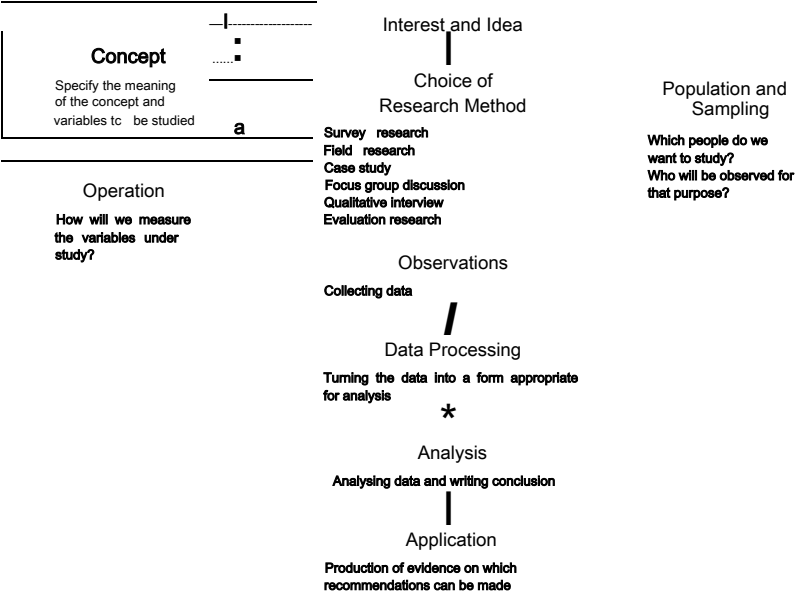 Interest and Idea
Concept
Specify the meaning
of the concept and
variables tc be studied
a
Choice of
Research Method
Survey research
Field research
Case study
Focus group discussion
Qualitative interview
Evaluation research
Population and
Sampling
Which people do we
want to study?
Who will be observed for
that purpose?
Operation
How will we measure
the variables under
study?
Observations
Collecting data
Data Processing
Turning the data into a form appropriate
for analysis
*
Analysis
Analysing data and writing conclusion
Application
Production of evidence on which
recommendations can be made